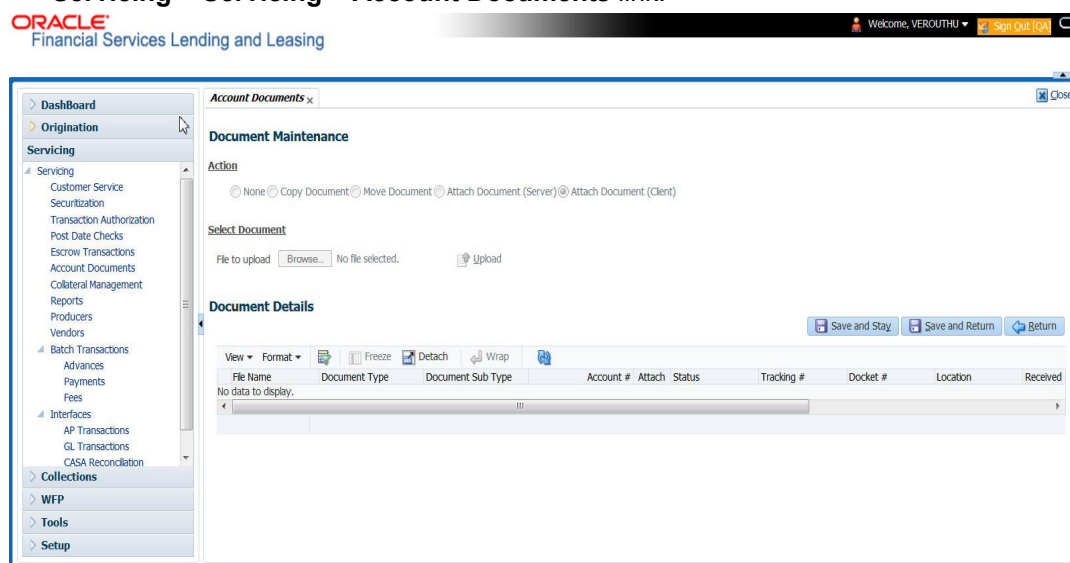 ORACLE
Financial Services Lending and Leasing
Welcome, VEROUTHU
Sign Out [QA]
DashBoard
Origination
Servicing
Servicing
Customer Service
Securitization
Transaction Authorization
Post Date Checks
Escrow Transactions
Account Documents
Collateral Management
Reports
Producers
Vendors
Batch Transactions
Advances
Payments
Fees
Interfaces
AP Transactions
GL Transactions
CASA Reconciliation
Collections
WFP
Tools
Setup
Account Documents x
Close
Document Maintenance
Action
None Copy Document Move Document Attach Document (Server) Attach Document (Client)
Select Document
File to upload Browse... No file selected. Upload
Document Details
Save and Stay Save and Return Return
View Format Freeze Detach Wrap
File Name Document Type Document Sub Type Account # Attach Status Tracking # Docket # Location Received
No data to display.